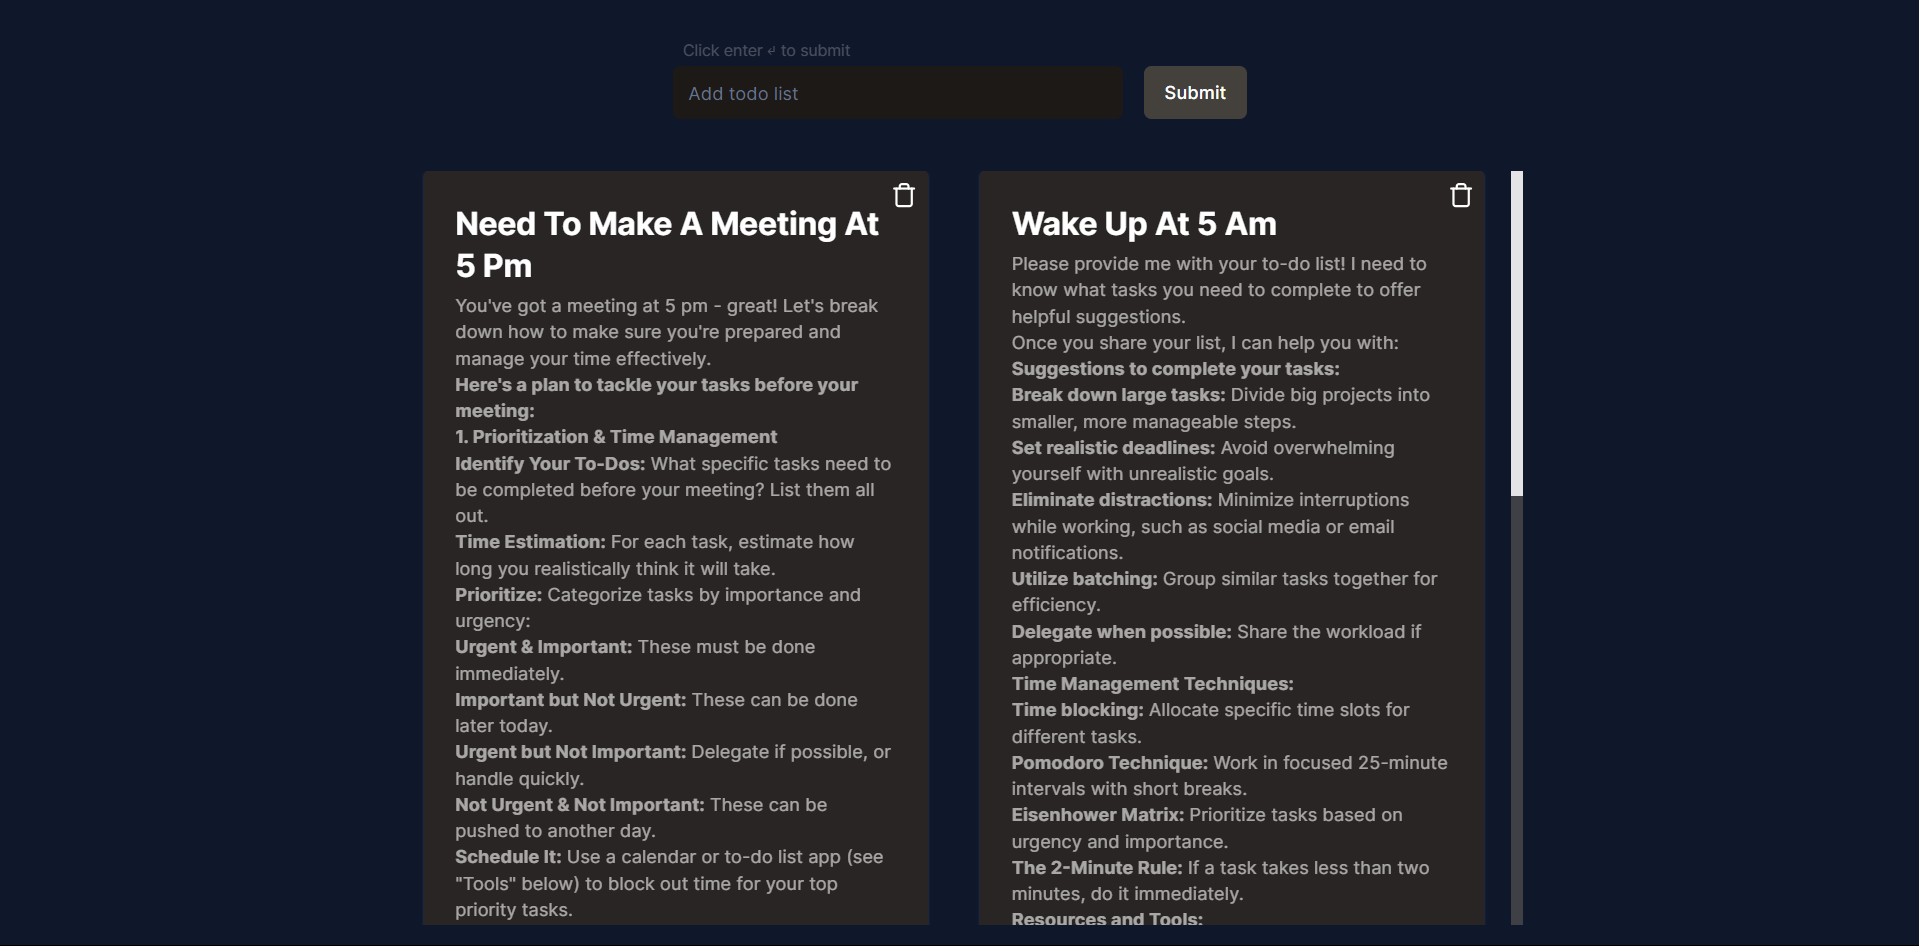 Click enter ↵ to submit
Add todo list
Submit
Need To Make A Meeting At
5 Pm
You've got a meeting at 5 pm - great! Let's break
down how to make sure you're prepared and
manage your time effectively.
Here's a plan to tackle your tasks before your
meeting:
1. Prioritization & Time Management
Identify Your To-Dos: What specific tasks need to
be completed before your meeting? List them all
out.
Time Estimation: For each task, estimate how
long you realistically think it will take.
Prioritize: Categorize tasks by importance and
urgency:
Urgent & Important: These must be done
immediately.
Important but Not Urgent: These can be done
later today.
Urgent but Not Important: Delegate if possible, or
handle quickly.
Not Urgent & Not Important: These can be
pushed to another day.
Schedule It: Use a calendar or to-do list app (see
"Tools" below) to block out time for your top
priority tasks.
Wake Up At 5 Am
Please provide me with your to-do list! I need to
know what tasks you need to complete to offer
helpful suggestions.
Once you share your list, I can help you with:
Suggestions to complete your tasks:
Break down large tasks: Divide big projects into
smaller, more manageable steps.
Set realistic deadlines: Avoid overwhelming
yourself with unrealistic goals.
Eliminate distractions: Minimize interruptions
while working, such as social media or email
notifications.
Utilize batching: Group similar tasks together for
efficiency.
Delegate when possible: Share the workload if
appropriate.
Time Management Techniques:
Time blocking: Allocate specific time slots for
different tasks.
Pomodoro Technique: Work in focused 25-minute
intervals with short breaks.
Eisenhower Matrix: Prioritize tasks based on
urgency and importance.
The 2-Minute Rule: If a task takes less than two
minutes, do it immediately.
Resources and Tools: